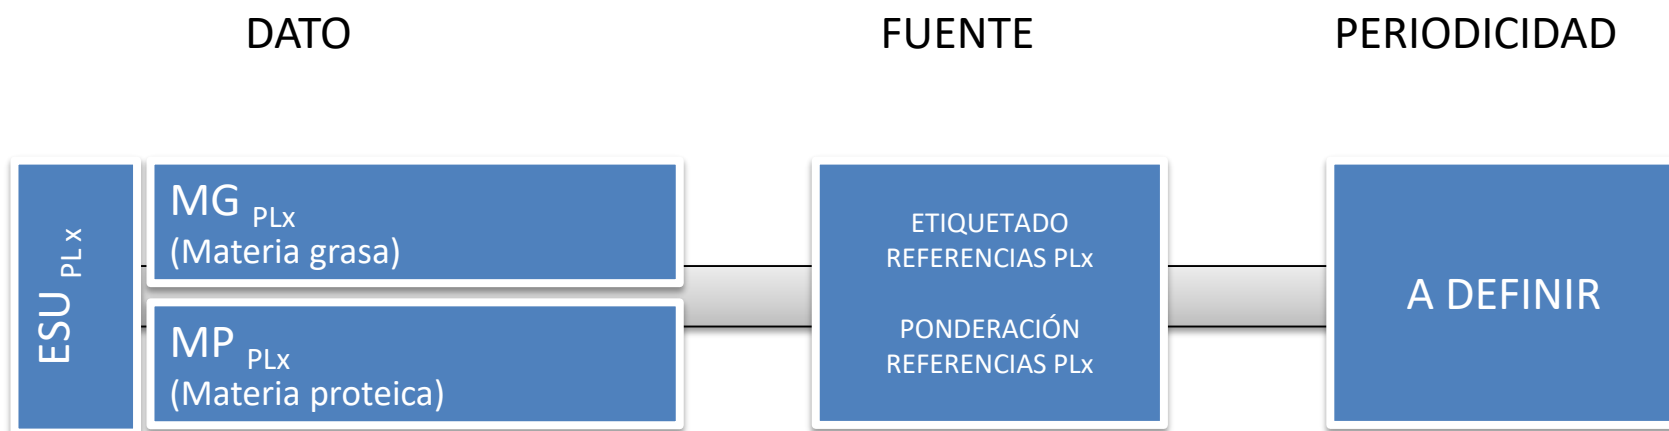 DATO
FUENTE
PERIODICIDAD
ESU PL x
MG PLx
(Materia grasa)
MP PLx
(Materia proteica)
ETIQUETADO
REFERENCIAS PLx
PONDERACIÓN
REFERENCIAS PLx
A DEFINIR